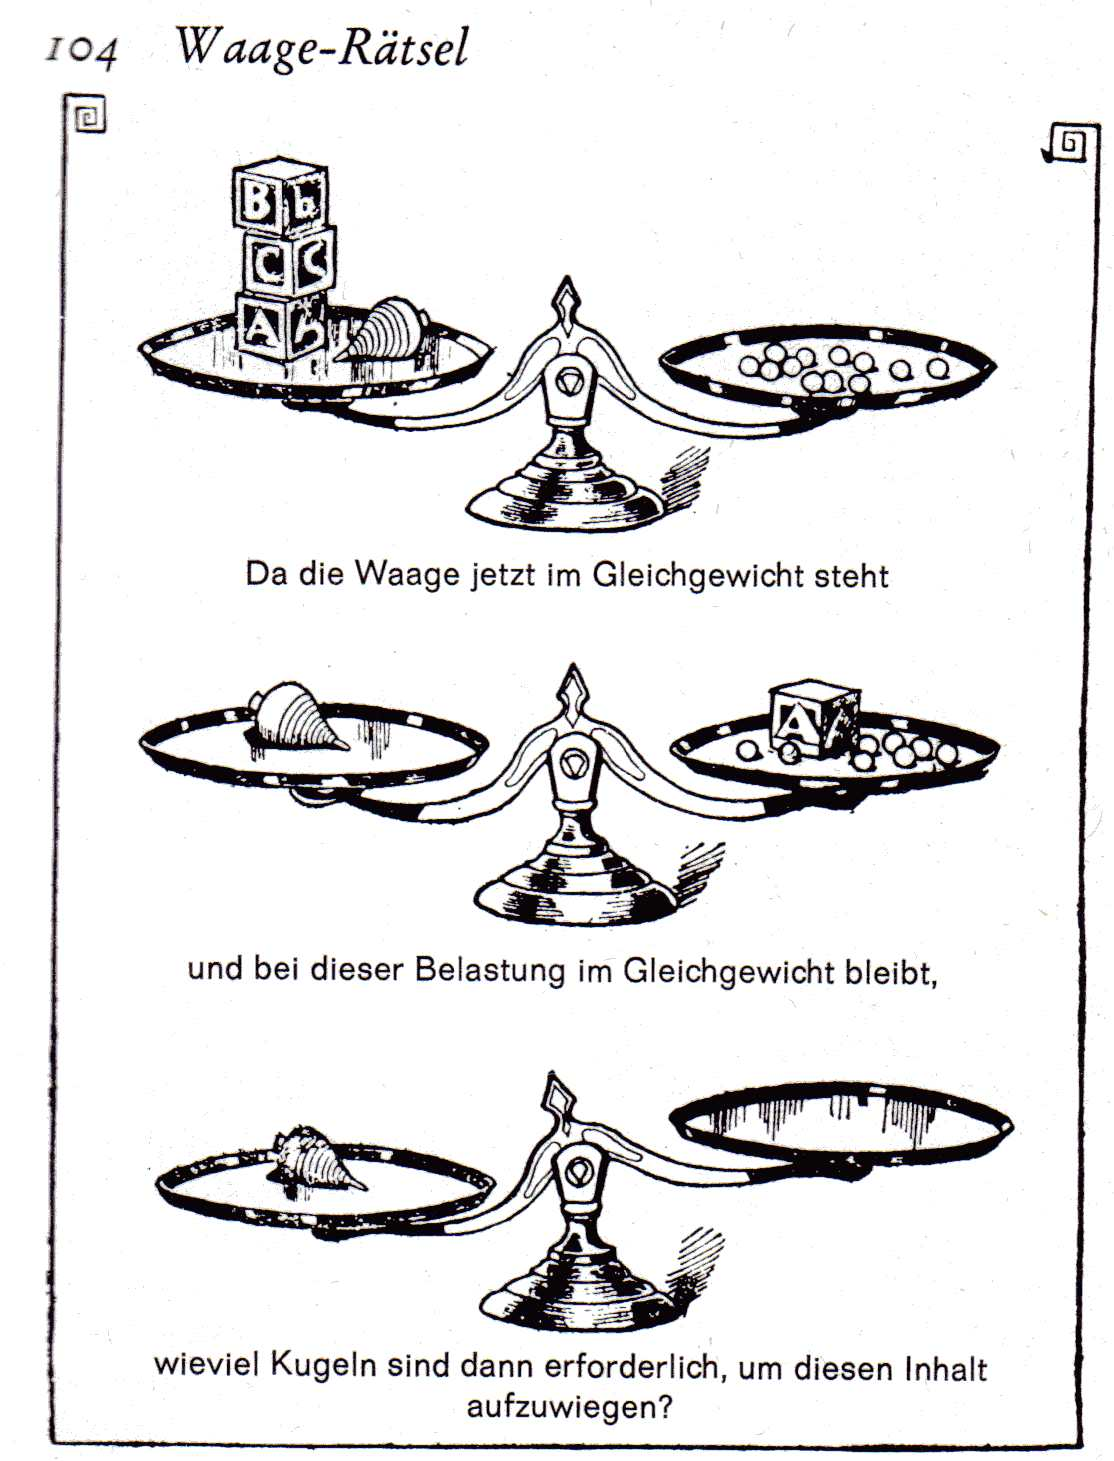 104 Waage-Rätsel
B b
C C
A b
Da die Waage jetzt im Gleichgewicht steht
A A
und bei dieser Belastung im Gleichgewicht bleibt,
wieviel Kugeln sind dann erforderlich, um diesen Inhalt
aufzuwiegen?